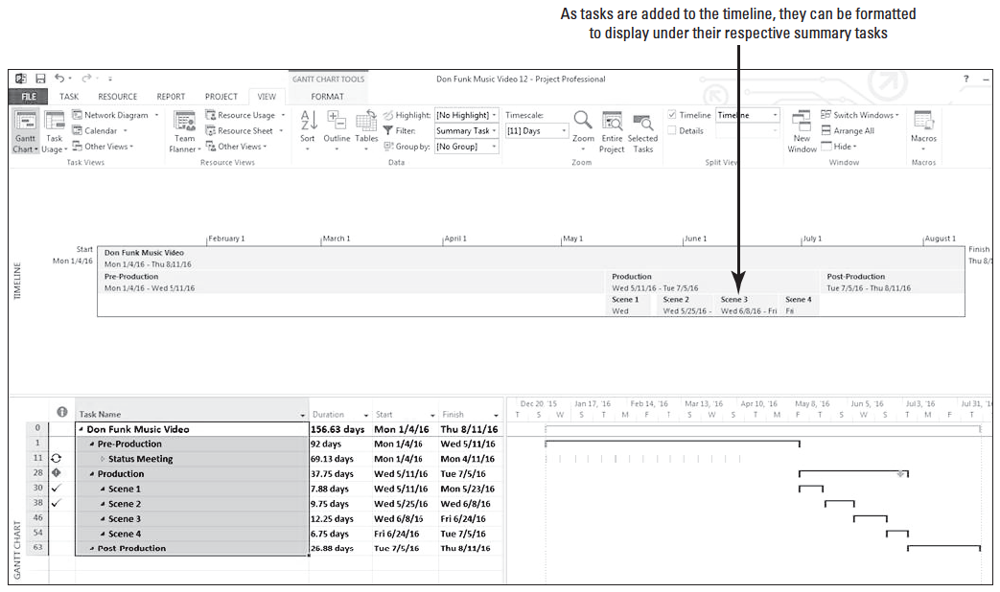 As tasks are added to the timeline, they can be formatted
to display under their respective summary tasks
GANTT CHART TOOLS
Don Funk Music Video 12 - Project Professional
? –
FILE TASK RESOURCE REPORT PROJECT VIEW FORMAT
Gantt Chart
Task Usage
Network Diagram
Calendar
Other Views
Task Views
Team Planner
Resource Usage
Resource Sheet
Other Views
Resource Views
Sort
Outline
Tables
Highlight: [No Highlight]
Filter: Summary Task
Group by: [No Group]
Data
Timescale:
[11] Days
Zoom
Entire Project
Selected Tasks
Zoom
Timeline Timeline
Details
Split View
New Window
Switch Windows
Arrange All
Hide
Window
Macros
Macros
TIMELINE
February 1 March 1 April 1 May 1 June 1 July 1 August 1
Start
Mon 1/4/16
Finish
Thu 8/1
Don Funk Music Video
Mon 1/4/16 - Thu 8/11/16
Pre-Production
Mon 1/4/16 - Wed 5/11/16
Production
Wed 5/11/16 - Tue 7/5/16
Post-Production
Tue 7/5/16 - Thu 8/11/16
Scene 1
Wed
Scene 2
Wed 5/25/16 -
Scene 3
Wed 6/8/16 - Fri
Scene 4
Fri
GANTT CHART
Task Name Duration Start Finish
Dec 20 '15 Jan 17, '16 Feb 14, '16 Mar 13, '16 Apr 10, '16 May 8, '16 Jun 5, '16 Jul 3, '16 Jul 31, '1
T S W S T M F T S W S T M F T S W S T M F T
0 Don Funk Music Video 156.63 days Mon 1/4/16 Thu 8/11/16
1 Pre-Production 92 days Mon 1/4/16 Wed 5/11/16
11 Status Meeting 69.13 days Mon 1/4/16 Mon 4/11/16
28 Production 37.75 days Wed 5/11/16 Tue 7/5/16
30 Scene 1 7.88 days Wed 5/11/16 Mon 5/23/16
38 Scene 2 9.75 days Wed 5/25/16 Wed 6/8/16
46 Scene 3 12.25 days Wed 6/8/16 Fri 6/24/16
54 Scene 4 6.75 days Fri 6/24/16 Tue 7/5/16
63 Post Production 26.88 days Tue 7/5/16 Thu 8/11/16